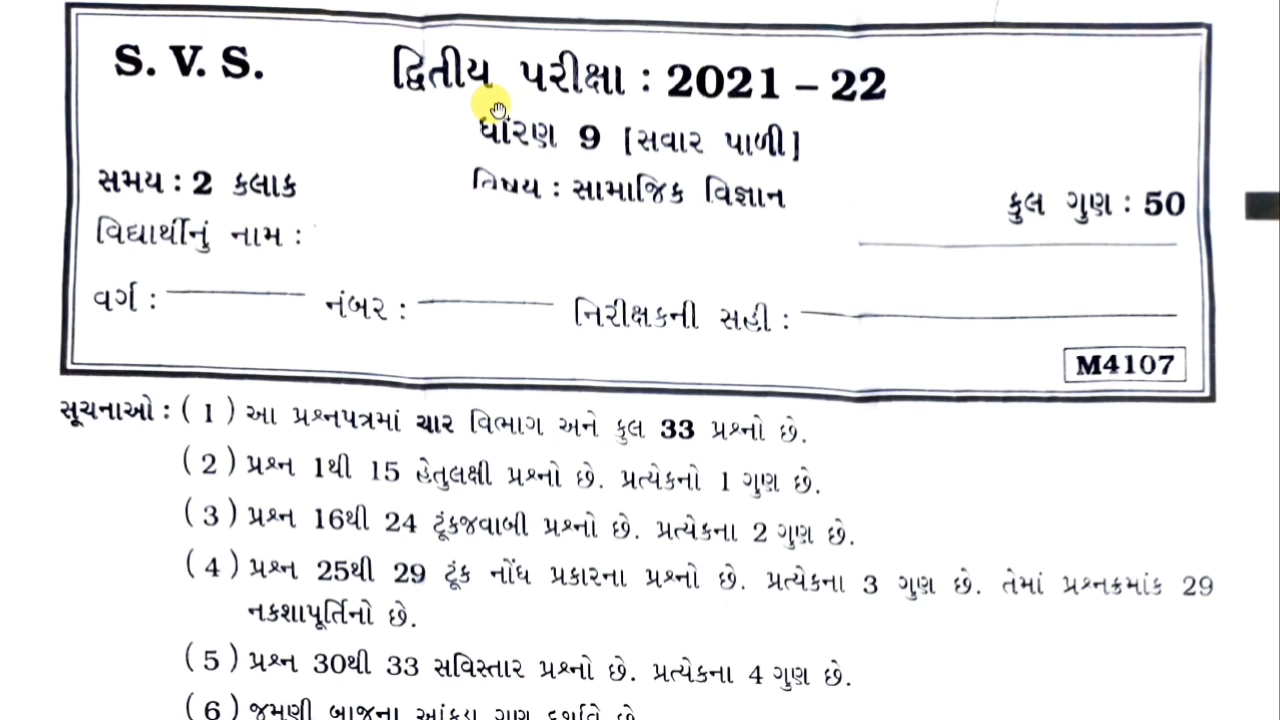 S. V. S. દ્વિતીય પરીક્ષા : 2021 – 22
ધોરણ 9 [સવાર પાળી]
સમય : 2 કલાક વિષય : સામાજિક વિજ્ઞાન કુલ ગુણ : 50
વિદ્યાર્થીનું નામ :
વર્ગ : નંબર : નિરીક્ષકની સહી :
M4107
સૂચનાઓ : ( 1 ) આ પ્રશ્નપત્રમાં ચાર વિભાગ અને કુલ 33 પ્રશ્નો છે.
( 2 ) પ્રશ્ન 1થી 15 હેતુલક્ષી પ્રશ્નો છે. પ્રત્યેકનો 1 ગુણ છે.
( 3 ) પ્રશ્ન 16થી 24 ટૂંકજવાબી પ્રશ્નો છે. પ્રત્યેકના 2 ગુણ છે.
( 4 ) પ્રશ્ન 25થી 29 ટૂંક નોંધ પ્રકારના પ્રશ્નો છે. પ્રત્યેકના 3 ગુણ છે. તેમાં પ્રશ્નક્રમાંક 29
નકશાપૂર્તિનો છે.
( 5 ) પ્રશ્ન 30થી 33 સવિસ્તાર પ્રશ્નો છે. પ્રત્યેકના 4 ગુણ છે.
( 6 ) જમણી બાજુના આંકડા ગુણ દર્શાવે છે.